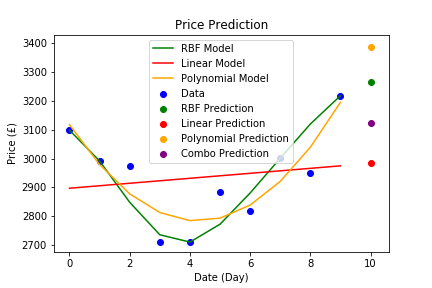 Price Prediction
3400
3300
3200
3100
3000
2900
2800
2700
Price (£)
RBF Model
Linear Model
Polynomial Model
Data
RBF Prediction
Linear Prediction
Polynomial Prediction
Combo Prediction
0 2 4 6 8 10
Date (Day)